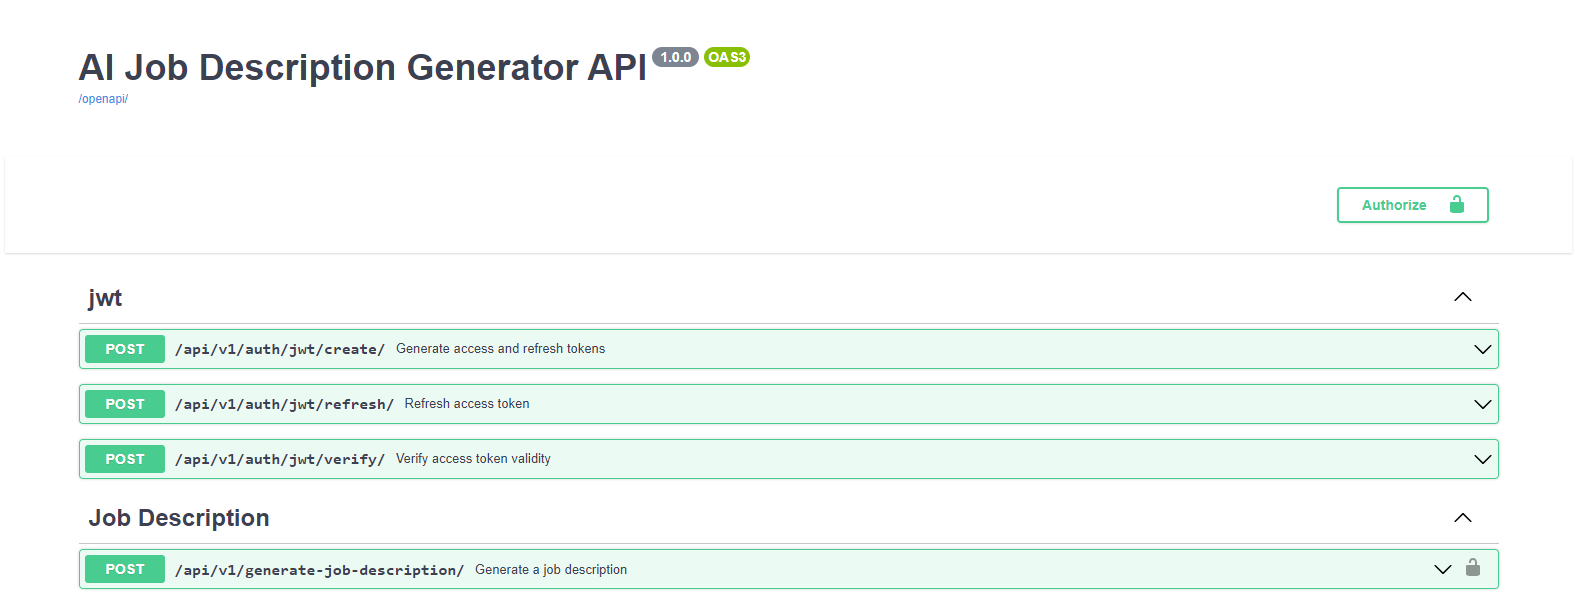 AI Job Description Generator API 1.0.0 OAS3
/openapi/
Authorize
jwt
POST /api/v1/auth/jwt/create/ Generate access and refresh tokens
POST /api/v1/auth/jwt/refresh/ Refresh access token
POST /api/v1/auth/jwt/verify/ Verify access token validity
Job Description
POST /api/v1/generate-job-description/ Generate a job description